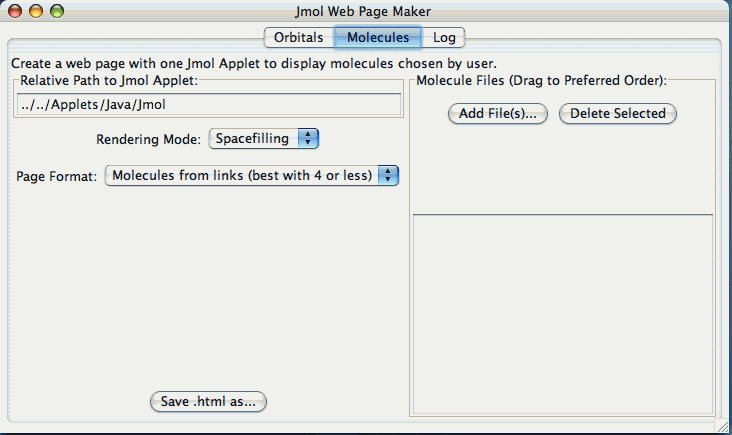 Jmol Web Page Maker
Orbitals Molecules Log
Create a web page with one Jmol Applet to display molecules chosen by user.
Relative Path to Jmol Applet:
../../Applets/Java/Jmol
Rendering Mode: Spacefilling
Page Format: Molecules from links (best with 4 or less)
Save .html as...
Molecule Files (Drag to Preferred Order):
Add File(s)... Delete Selected